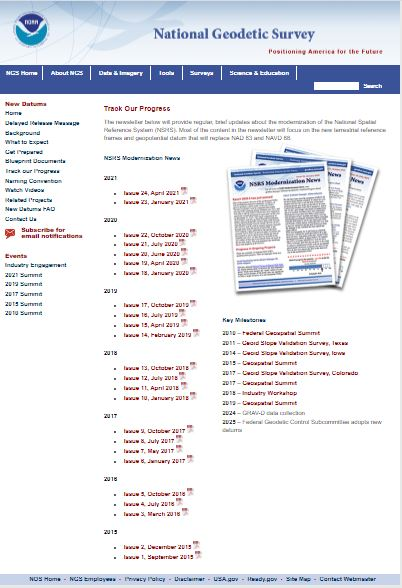 NOAA
National Geodetic Survey
Positioning America for the Future
NGS Home
About NGS
Data & Imagery
Tools
Surveys
Science & Education
Search
New Datums
Home
Delayed Release Message
Background
What to Expect
Get Prepared
Blueprint Documents
Track our Progress
Naming Convention
Watch Videos
Related Projects
New Datums FAQ
Contact Us
Subscribe for
email notifications
Events
Industry Engagement
2021 Summit
2019 Summit
2017 Summit
2015 Summit
2010 Summit
Track Our Progress
The newsletter below will provide regular, brief updates about the modernization of the National Spatial
Reference System (NSRS). Most of the content in the newsletter will focus on the new terrestrial reference
frames and geopotential datum that will replace NAD 83 and NAVD 88.
NSRS Modernization News
2021
Issue 24, April 2021
Issue 23, January 2021
2020
Issue 22, October 2020
Issue 21, July 2020
Issue 20, June 2020
Issue 19, April 2020
Issue 18, January 2020
2019
Issue 17, October 2019
Issue 16, July 2019
Issue 15, April 2019
Issue 14, February 2019
2018
Issue 13, October 2018
Issue 12, July 2018
Issue 11, April 2018
Issue 10, January 2018
2017
Issue 9, October 2017
Issue 8, July 2017
Issue 7, May 2017
Issue 6, January 2017
2016
Issue 5, October 2016
Issue 4, July 2016
Issue 3, March 2016
2015
Issue 2, December 2015
Issue 1, September 2015
NSRS Modernization News
Key Milestones
2010 – Federal Geospatial Summit
2011 – Geoid Slope Validation Survey, Texas
2014 – Geoid Slope Validation Survey, Iowa
2015 – Geospatial Summit
2017 – Geoid Slope Validation Survey, Colorado
2017 – Geospatial Summit
2018 – Industry Workshop
2019 – Geospatial Summit
2024 – GRAV-D data collection
2025 – Federal Geodetic Control Subcommittee adopts new
datums
NOS Home • NGS Employees • Privacy Policy • Disclaimer • USA.gov • Ready.gov • Site Map • Contact Webmaster